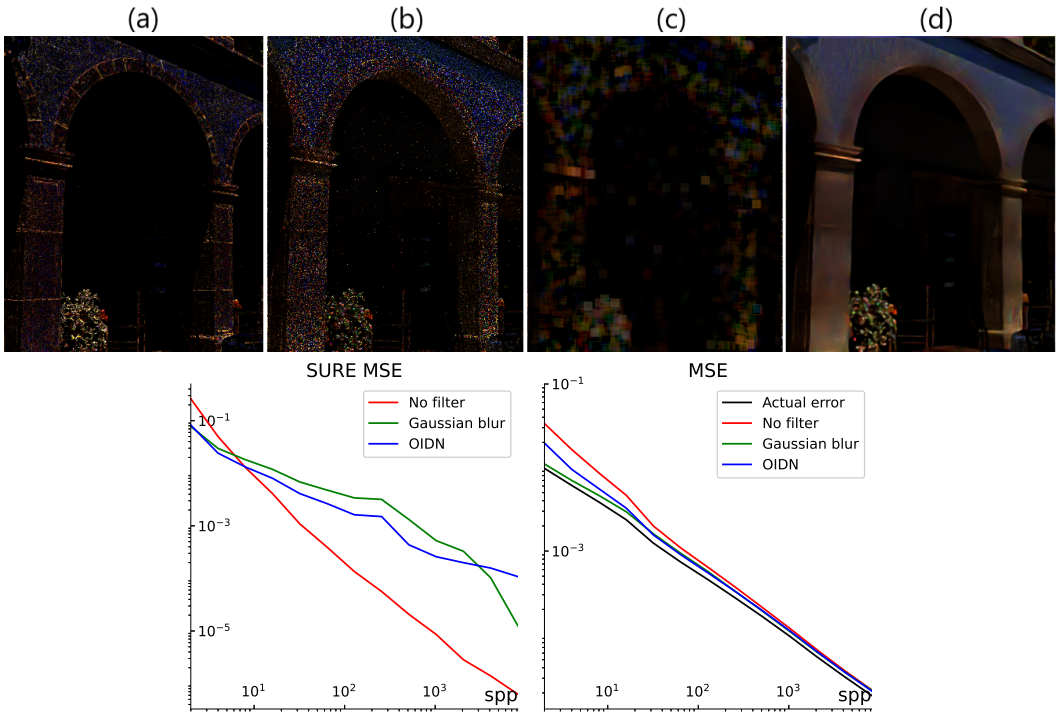 (a) (b) (c) (d)
SURE MSE MSE
No filter
Gaussian blur
OIDN
10⁻¹
10⁻³
10⁻⁵
10¹ 10² 10³ spp
Actual error
No filter
Gaussian blur
OIDN
10⁻¹
10⁻³
10¹ 10² 10³ spp